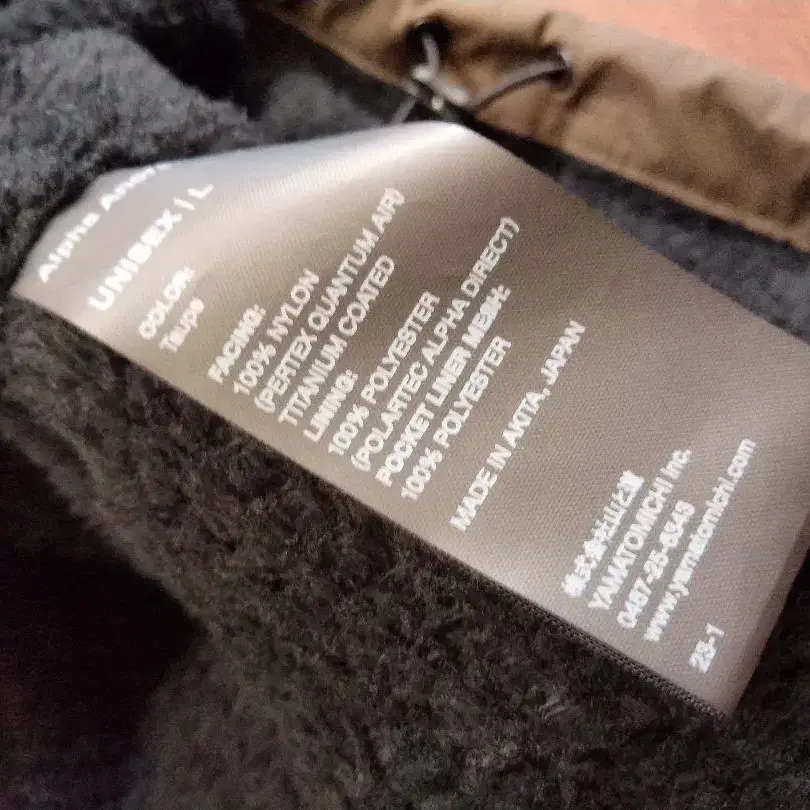 Alpha
UNISEX | L
COLOR:
Taupe
FACING:
100% NYLON
(PERTEX QUANTUM AIR)
TITANIUM COATED
LINING:
100% POLYESTER
(POLARTEC ALPHA DIRECT)
POCKET LINER MESH:
100% POLYESTER
MADE IN AKITA, JAPAN
株式会社山と道
YAMATOMICHI Inc.
0467-25-6543
www.yamatomichi.com
23-1